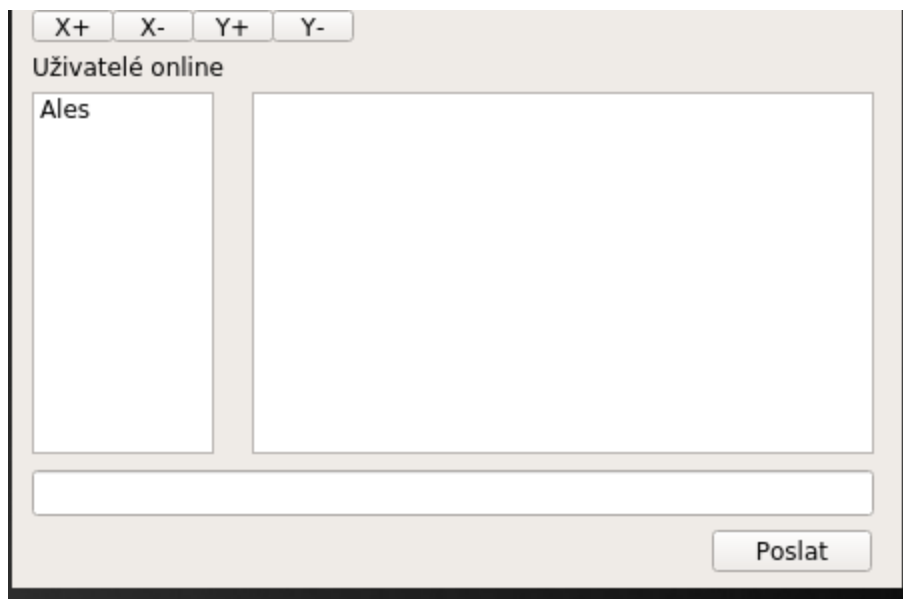 X+ X- Y+ Y-
Uživatelé online
Ales
Poslat